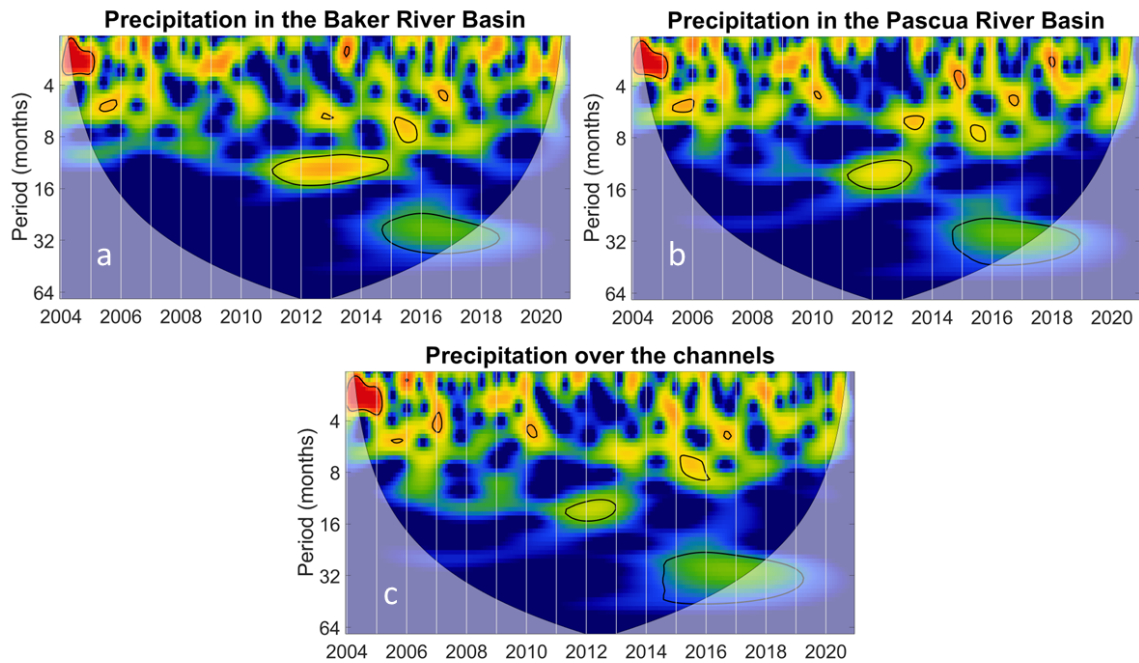 Precipitation in the Baker River Basin
Period (months)
4
8
16
32
64
a
2004 2006 2008 2010 2012 2014 2016 2018 2020
Precipitation in the Pascua River Basin
Period (months)
4
8
16
32
64
b
2004 2006 2008 2010 2012 2014 2016 2018 2020
Precipitation over the channels
Period (months)
4
8
16
32
64
c
2004 2006 2008 2010 2012 2014 2016 2018 2020